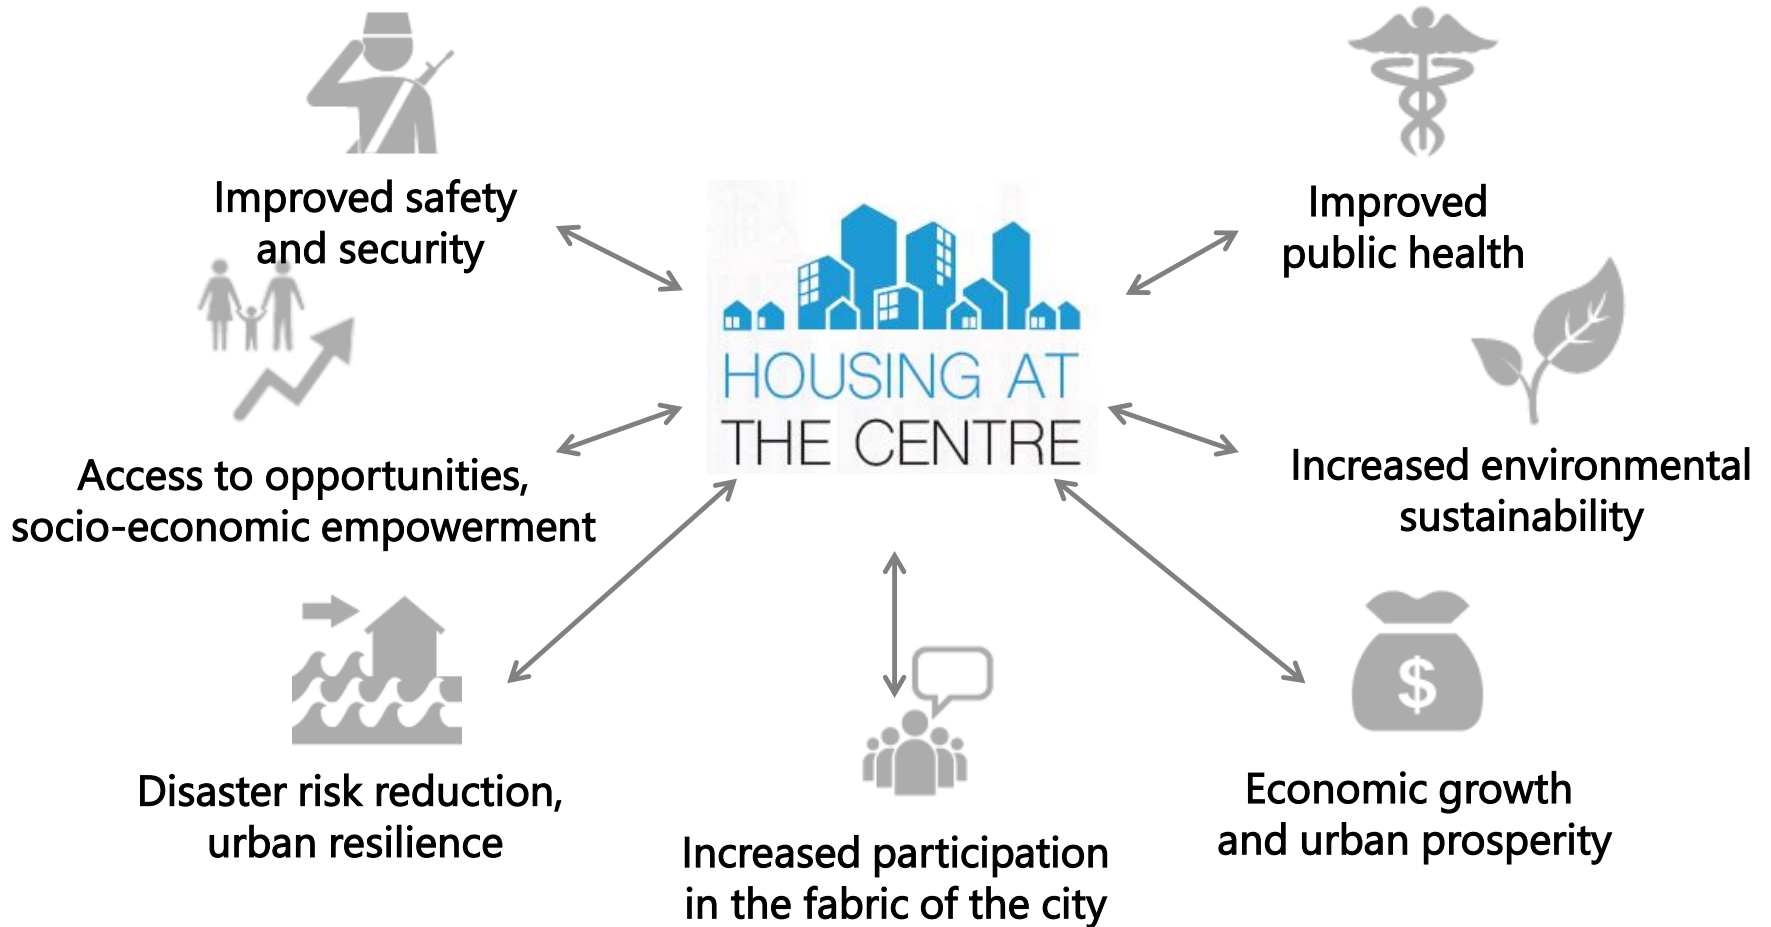 Improved safety
and security
Improved
public health
HOUSING AT
THE CENTRE
Access to opportunities,
socio-economic empowerment
Increased environmental
sustainability
Disaster risk reduction,
urban resilience
Increased participation
in the fabric of the city
$
Economic growth
and urban prosperity